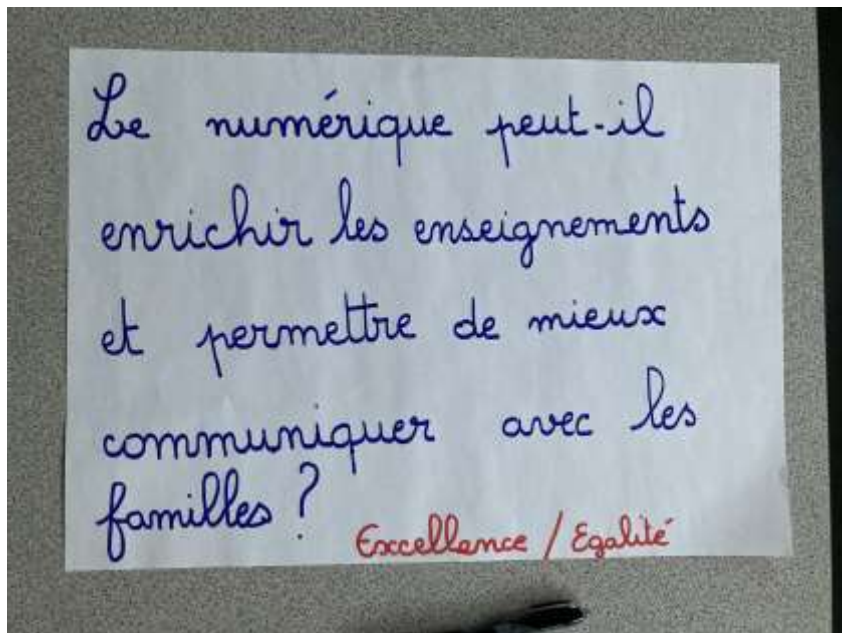 Le numérique peut-il
enrichir les enseignements
et permettre de mieux
communiquer avec les
familles ?
Excellence / Egalité